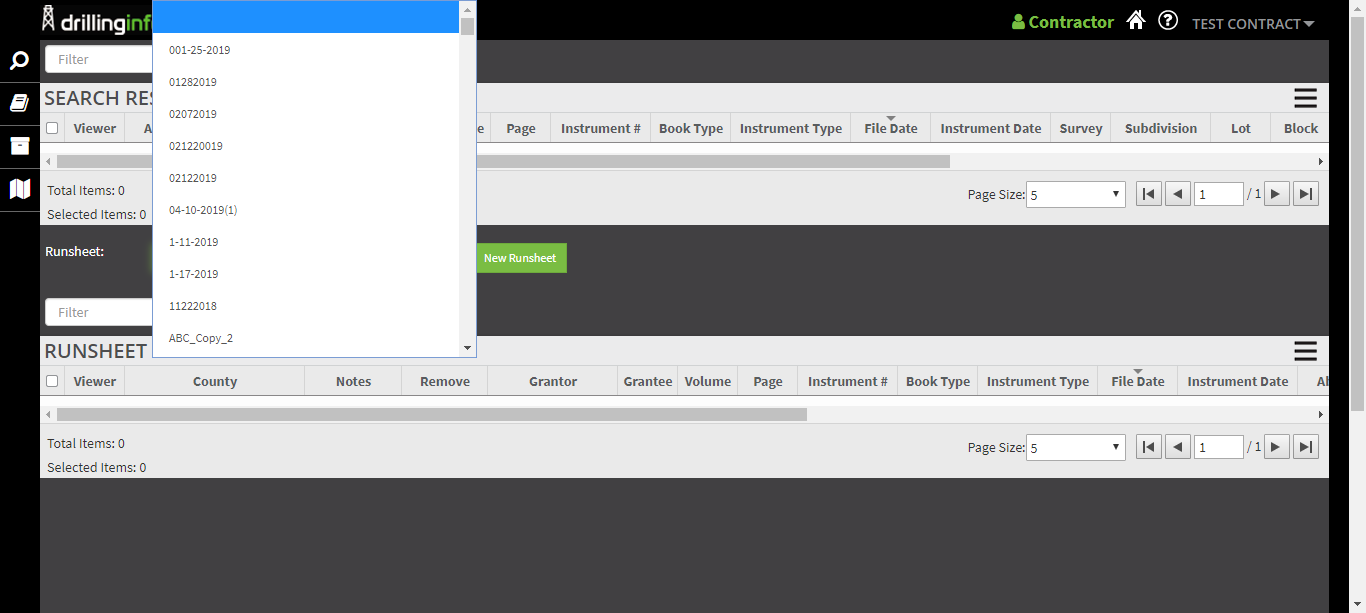 drillinginf
Contractor
TEST CONTRACT
Filter
001-25-2019
01282019
02072019
021220019
02122019
04-10-2019(1)
1-11-2019
1-17-2019
11222018
ABC_Copy_2
SEARCH RES
Viewer A e Page Instrument # Book Type Instrument Type File Date Instrument Date Survey Subdivision Lot Block
Total Items: 0
Selected Items: 0
Page Size: 5 1 / 1
Runsheet:
New Runsheet
Filter
RUNSHEET
Viewer County Notes Remove Grantor Grantee Volume Page Instrument # Book Type Instrument Type File Date Instrument Date Al
Total Items: 0
Selected Items: 0
Page Size: 5 1 / 1